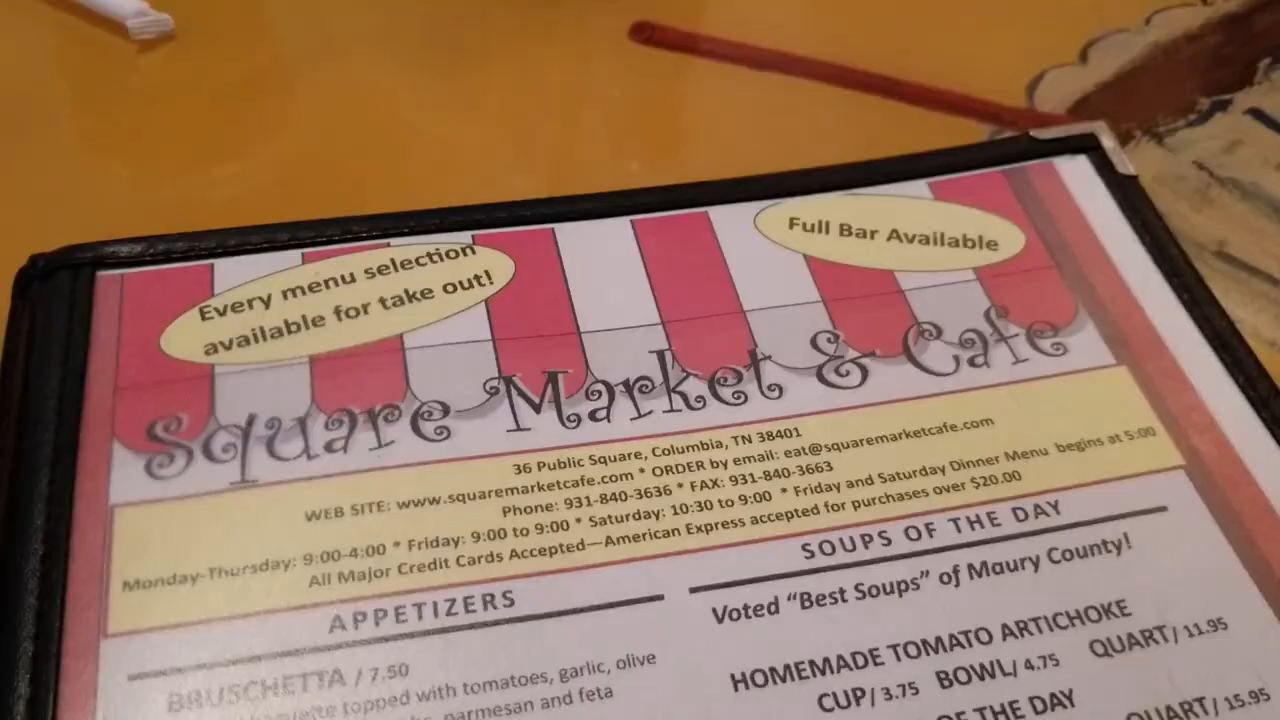 Every menu selection
available for take out!
Full Bar Available
Square Market & Cafe
36 Public Square, Columbia, TN 38401
WEB SITE: www.squaremarketcafe.com * ORDER by email: eat@squaremarketcafe.com
Phone: 931-840-3636 * FAX: 931-840-3663
Monday-Thursday: 9:00-4:00 * Friday: 9:00 to 9:00 * Saturday: 10:30 to 9:00 * Friday and Saturday Dinner Menu begins at 5:00
All Major Credit Cards Accepted—American Express accepted for purchases over $20.00
APPETIZERS
BRUSCHETTA / 7.50
topped with tomatoes, garlic, olive
parmesan and feta
SOUPS OF THE DAY
Voted “Best Soups” of Maury County!
HOMEMADE TOMATO ARTICHOKE
CUP/ 3.75 BOWL/ 4.75 QUART/ 11.95
OF THE DAY
QUART/ 15.95